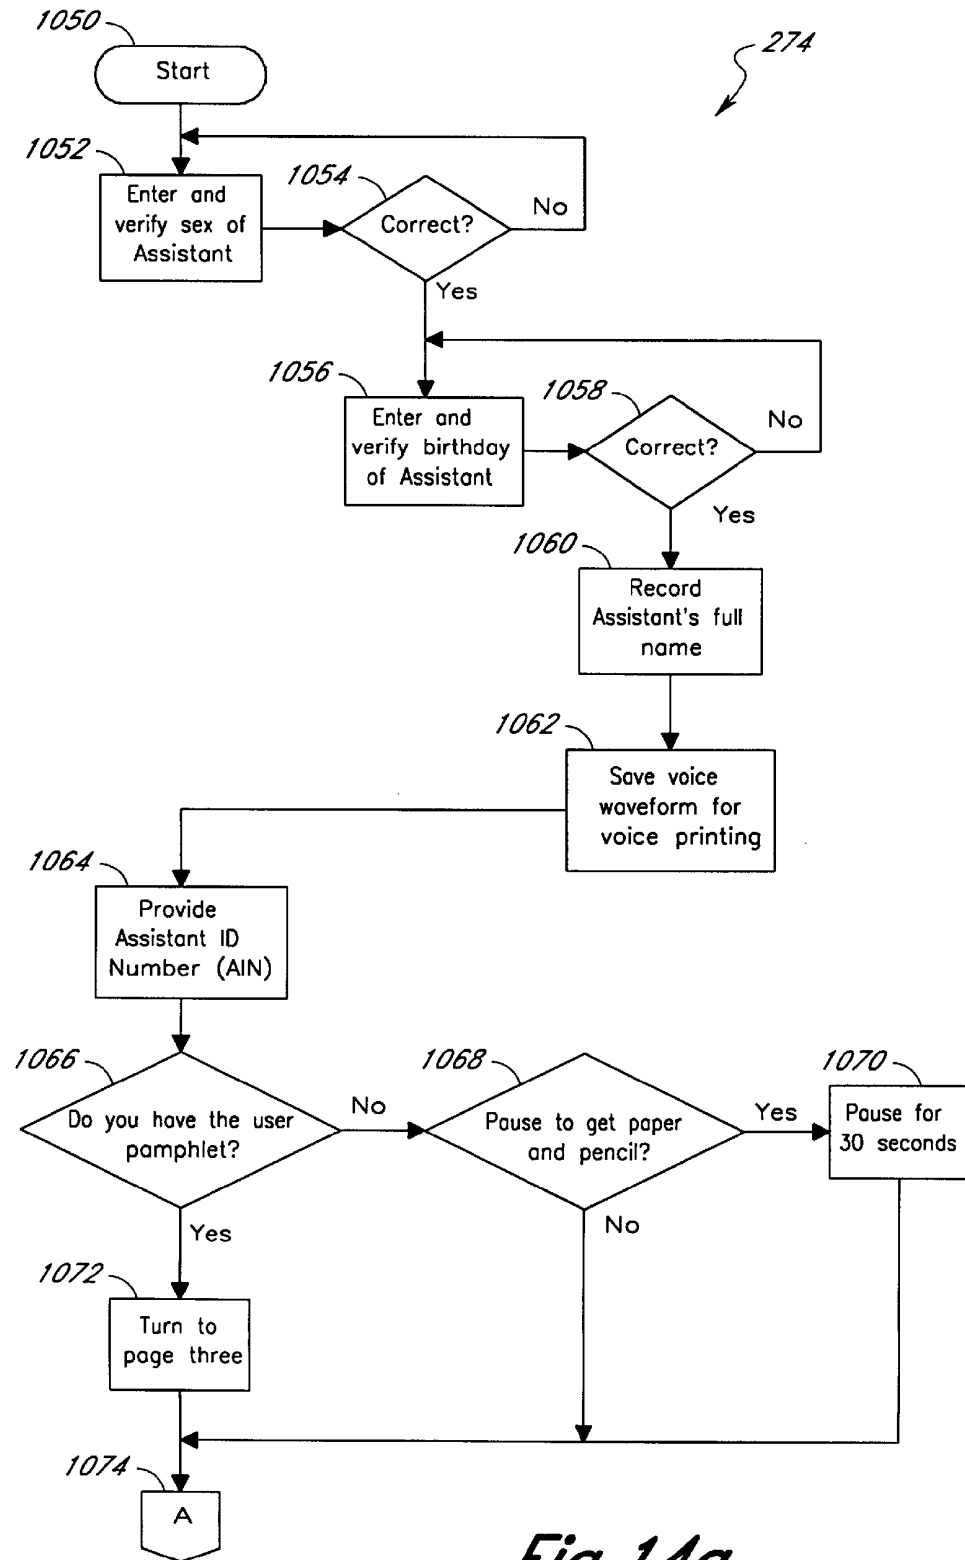 1050
Start
274
1052
Enter and
verify sex of
Assistant
1054
Correct?
No
Yes
1056
Enter and
verify birthday
of Assistant
1058
Correct?
No
Yes
1060
Record
Assistant's full
name
1062
Save voice
waveform for
voice printing
1064
Provide
Assistant ID
Number (AIN)
1066
Do you have the user
pamphlet?
No
1068
Pause to get paper
and pencil?
Yes
1070
Pause for
30 seconds
Yes
No
1072
Turn to
page three
1074
A
Fig. 14a